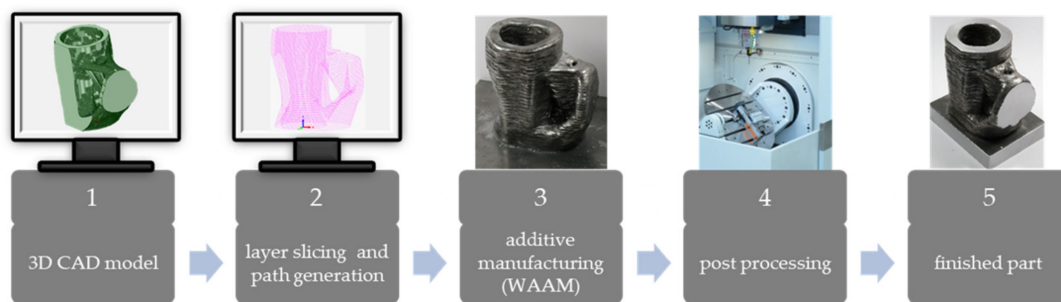 1
3D CAD model
2
layer slicing and
path generation
3
additive
manufacturing
(WAAM)
4
post processing
5
finished part